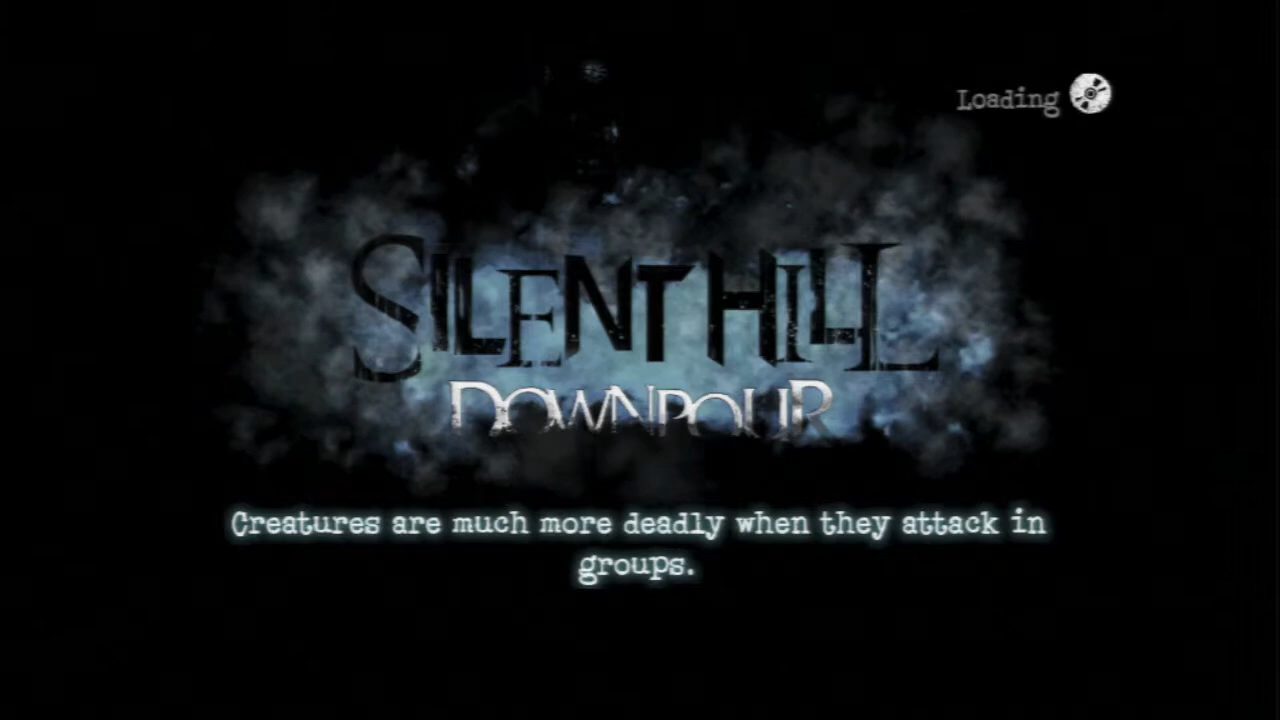 Loading
SILENT HILL
DOWNPOUR
Creatures are much more deadly when they attack in
groups.